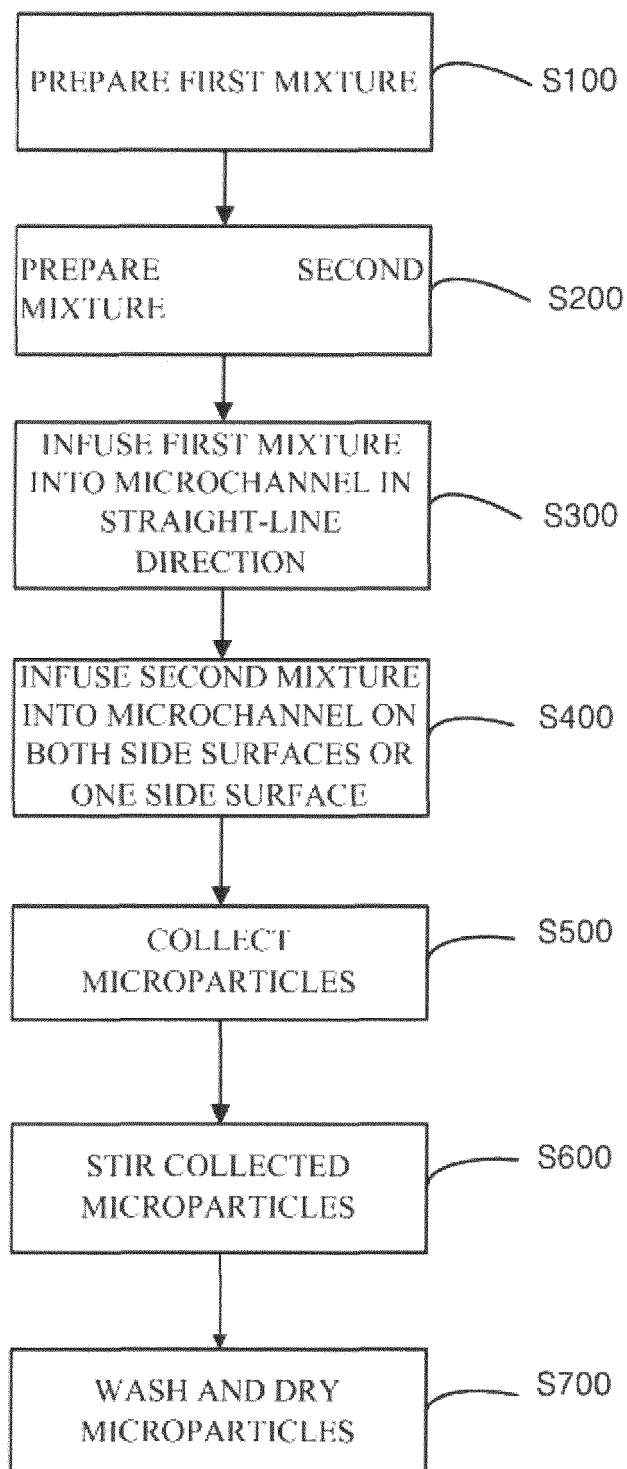 PREPARE FIRST MIXTURE
S100
PREPARE SECOND
MIXTURE
S200
INFUSE FIRST MIXTURE
INTO MICROCHANNEL IN
STRAIGHT-LINE
DIRECTION
S300
INFUSE SECOND MIXTURE
INTO MICROCHANNEL ON
BOTH SIDE SURFACES OR
ONE SIDE SURFACE
S400
COLLECT
MICROPARTICLES
S500
STIR COLLECTED
MICROPARTICLES
S600
WASH AND DRY
MICROPARTICLES
S700